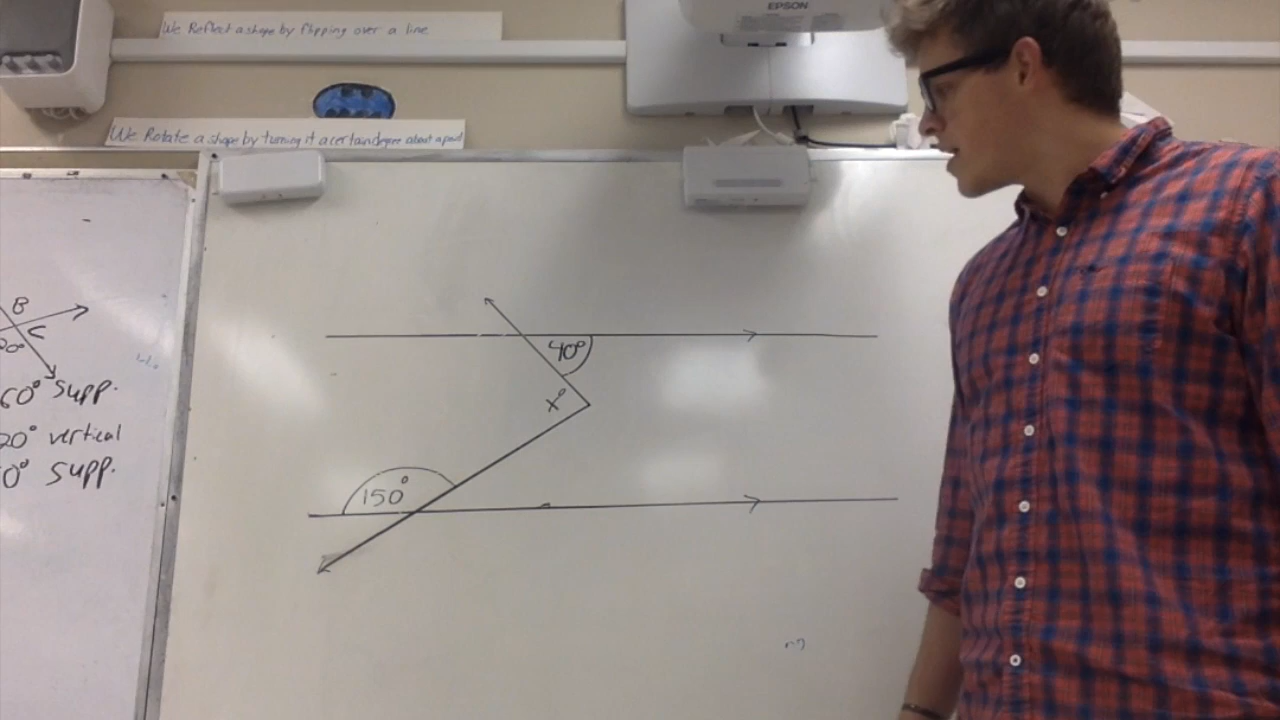 EPSON
We Reflect a shape by flipping over a line
We Rotate a shape by turning it a certain degree about a point
B
C
20°
60° Supp.
20° vertical
0° Supp.
40°
x°
150°